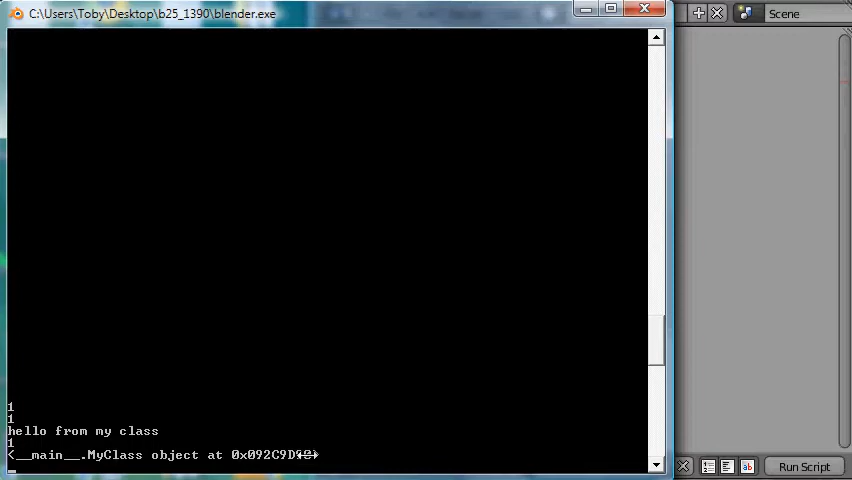 C:\Users\Toby\Desktop\b25_1390\blender.exe
Scene
1
1
hello from my class
1
<__main__.MyClass object at
Run Script